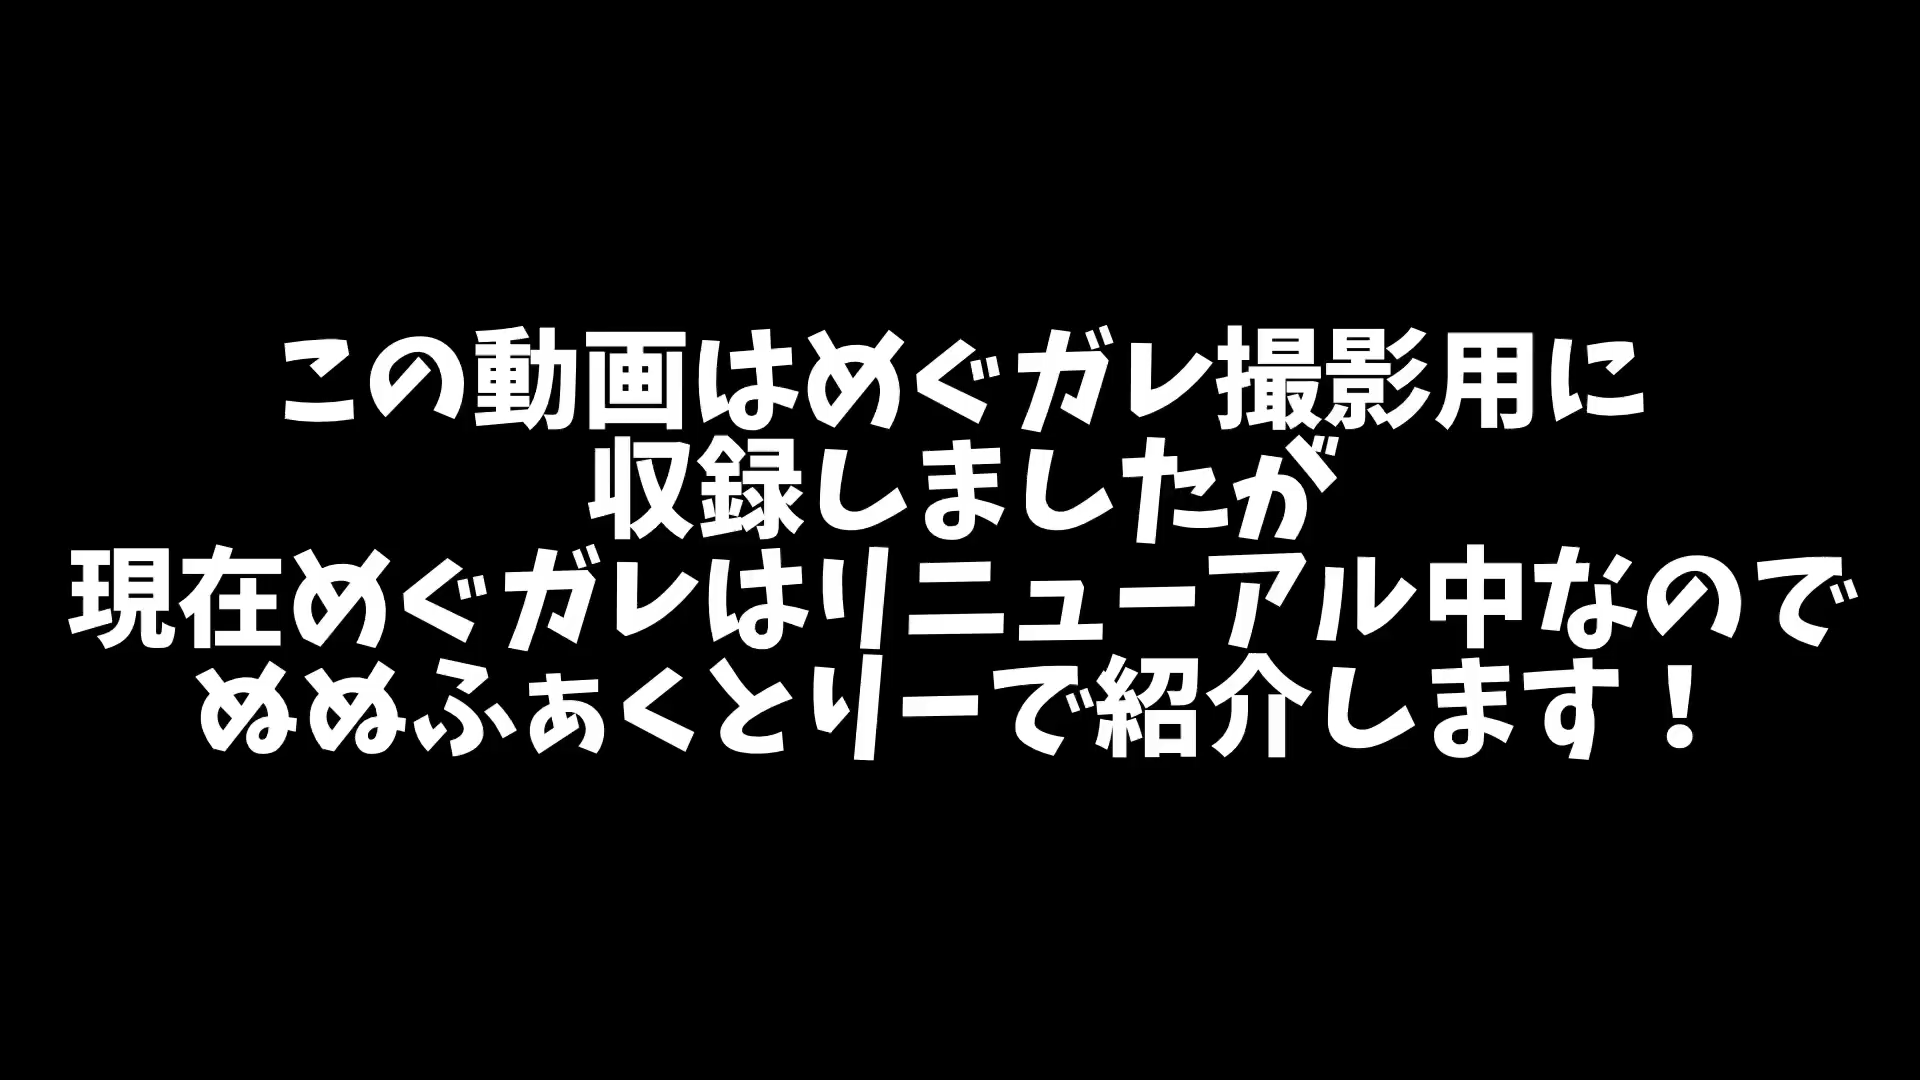 この動画はめぐガレ撮影用に
収録しましたが
現在めぐガレはリニューアル中なので
ぬぬふぁくとりーで紹介します！